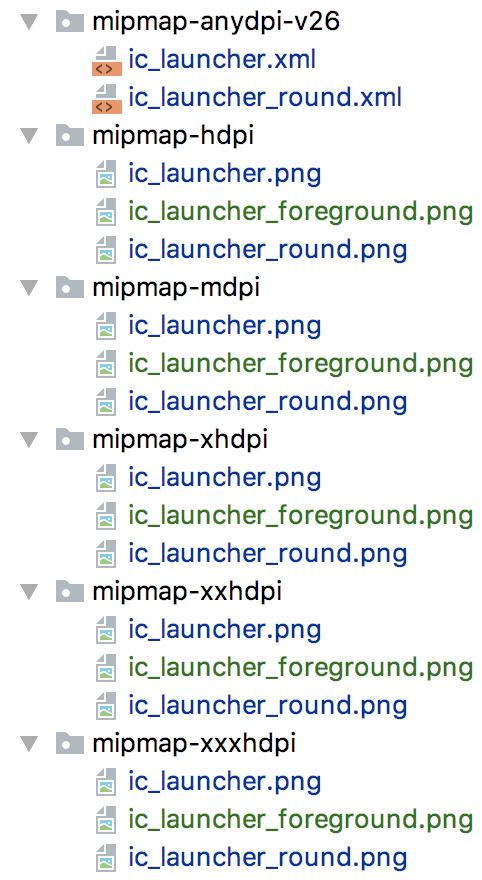 mipmap-anydpi-v26
ic_launcher.xml
ic_launcher_round.xml
mipmap-hdpi
ic_launcher.png
ic_launcher_foreground.png
ic_launcher_round.png
mipmap-mdpi
ic_launcher.png
ic_launcher_foreground.png
ic_launcher_round.png
mipmap-xhdpi
ic_launcher.png
ic_launcher_foreground.png
ic_launcher_round.png
mipmap-xxhdpi
ic_launcher.png
ic_launcher_foreground.png
ic_launcher_round.png
mipmap-xxxhdpi
ic_launcher.png
ic_launcher_foreground.png
ic_launcher_round.png